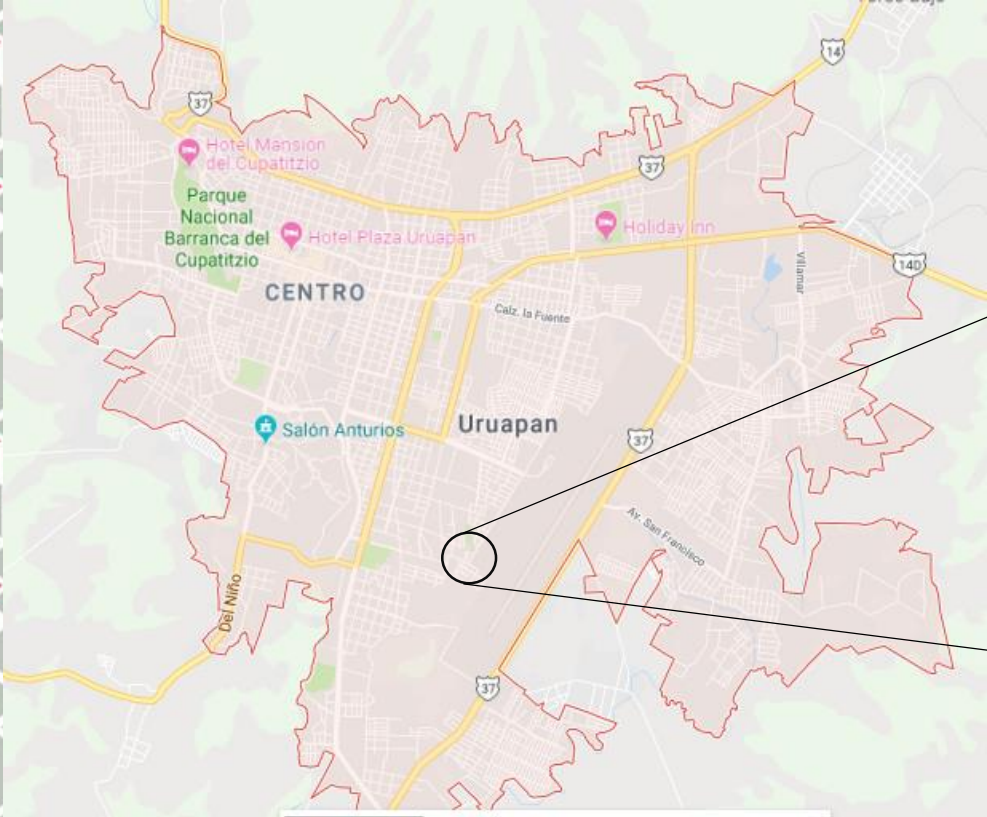 14
37
Hotel Mansion
del Cupatitzio
37
Parque
Nacional
Barranca del
Cupatitzio
Hotel Plaza Uruapan
Holiday Inn
140
Villamar
CENTRO
Calz. la Fuente
Salón Anturios
Uruapan
37
Av. San Francisco
Del Niño
37